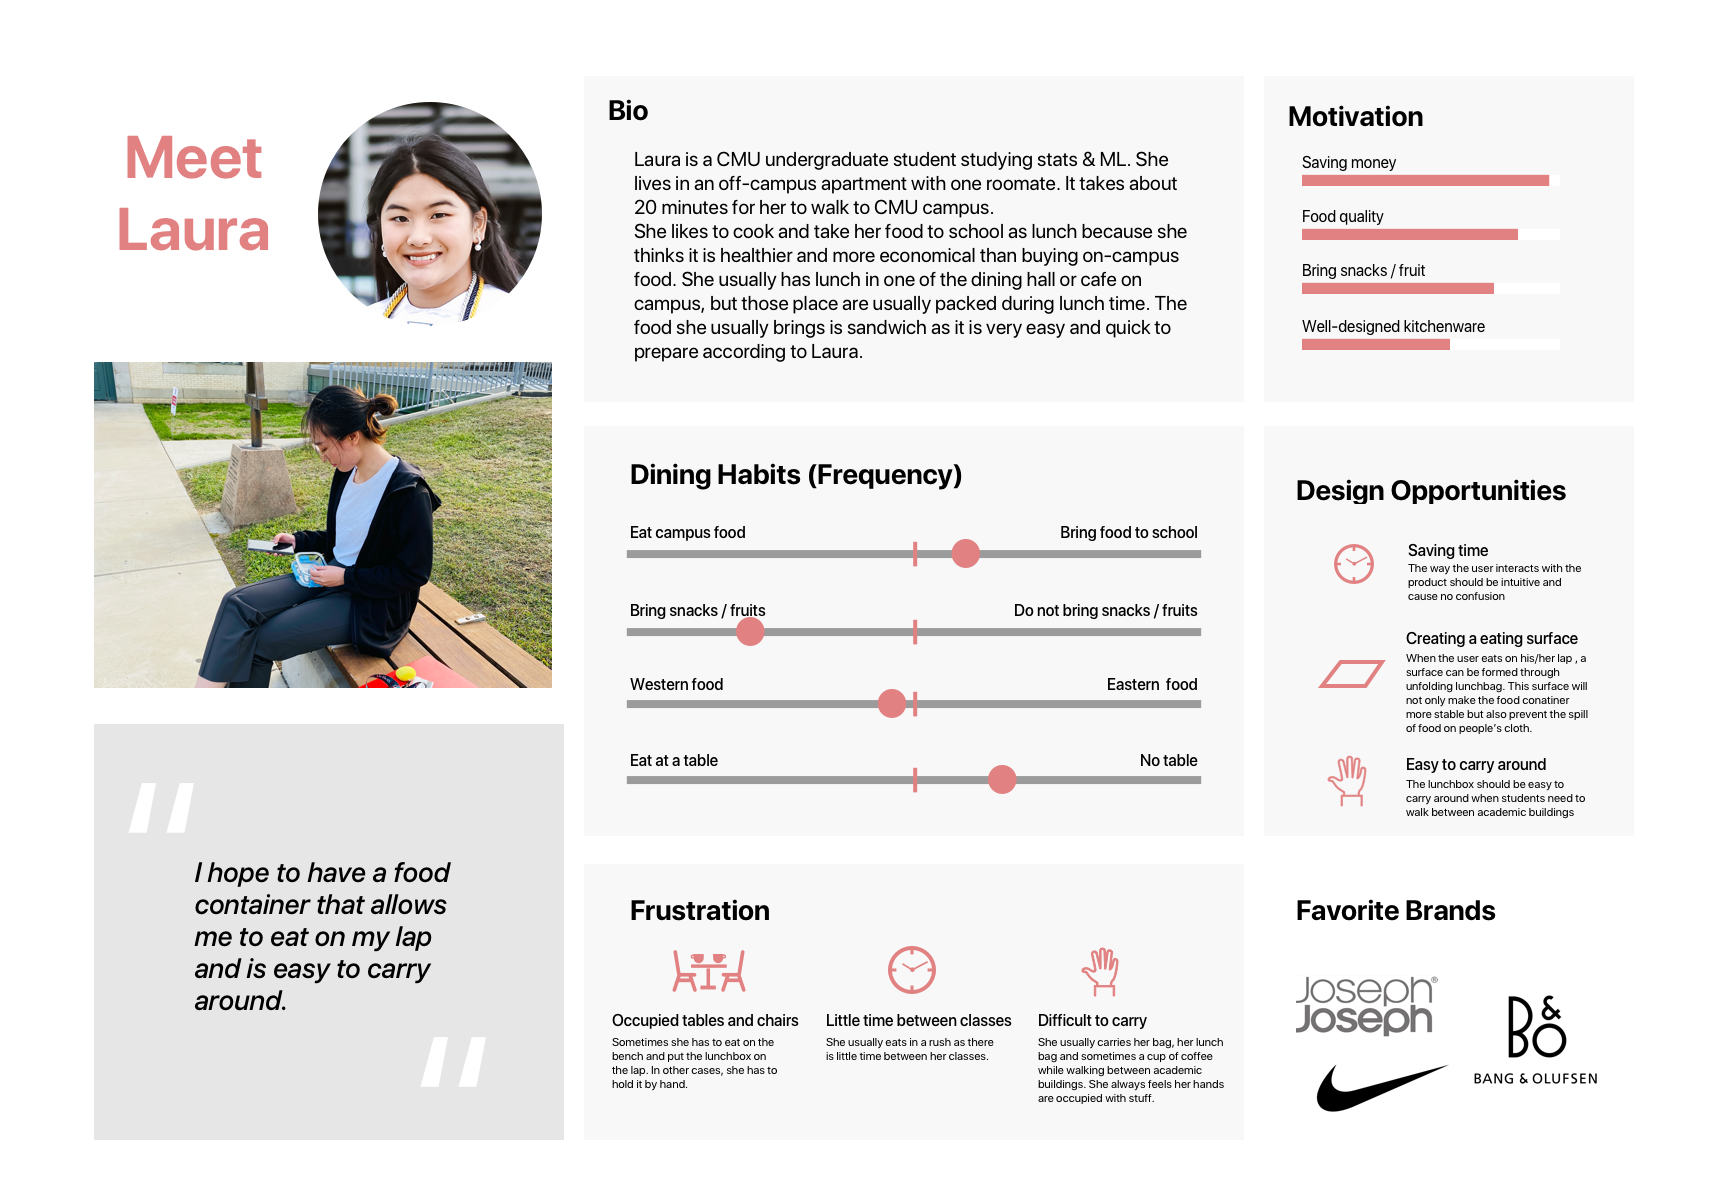 Meet
Laura
Bio
Laura is a CMU undergraduate student studying stats & ML. She
lives in an off-campus apartment with one roomate. It takes about
20 minutes for her to walk to CMU campus.
She likes to cook and take her food to school as lunch because she
thinks it is healthier and more economical than buying on-campus
food. She usually has lunch in one of the dining hall or cafe on
campus, but those place are usually packed during lunch time. The
food she usually brings is sandwich as it is very easy and quick to
prepare according to Laura.
Motivation
Saving money
Food quality
Bring snacks / fruit
Well-designed kitchenware
Dining Habits (Frequency)
Eat campus food
Bring food to school
Bring snacks / fruits
Do not bring snacks / fruits
Western food
Eastern food
Eat at a table
No table
Design Opportunities
Saving time
The way the user interacts with the
product should be intuitive and
cause no confusion
Creating a eating surface
When the user eats on his/her lap , a
surface can be formed through
unfolding lunchbag. This surface will
not only make the food conatiner
more stable but also prevent the spill
of food on people's cloth.
Easy to carry around
The lunchbox should be easy to
carry around when students need to
walk between academic buildings
"
I hope to have a food
container that allows
me to eat on my lap
and is easy to carry
around.
"
Frustration
Occupied tables and chairs
Sometimes she has to eat on the
bench and put the lunchbox on
the lap. In other cases, she has to
hold it by hand.
Little time between classes
She usually eats in a rush as there
is little time between her classes.
Difficult to carry
She usually carries her bag, her lunch
bag and sometimes a cup of coffee
while walking between academic
buildings. She always feels her hands
are occupied with stuff.
Favorite Brands
Joseph®
Joseph
B&O
BANG & OLUFSEN